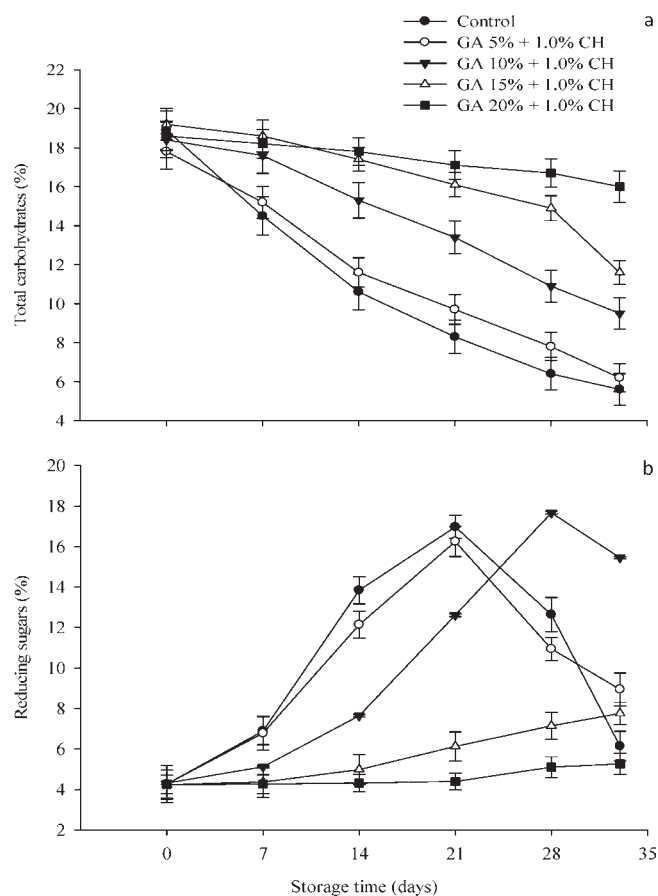 a
Control
GA 5% + 1.0% CH
GA 10% + 1.0% CH
GA 15% + 1.0% CH
GA 20% + 1.0% CH
22
20
18
16
14
12
10
8
6
4
Total carbohydrates (%)
b
20
18
16
14
12
10
8
6
4
2
Reducing sugars (%)
0 7 14 21 28 35
Storage time (days)